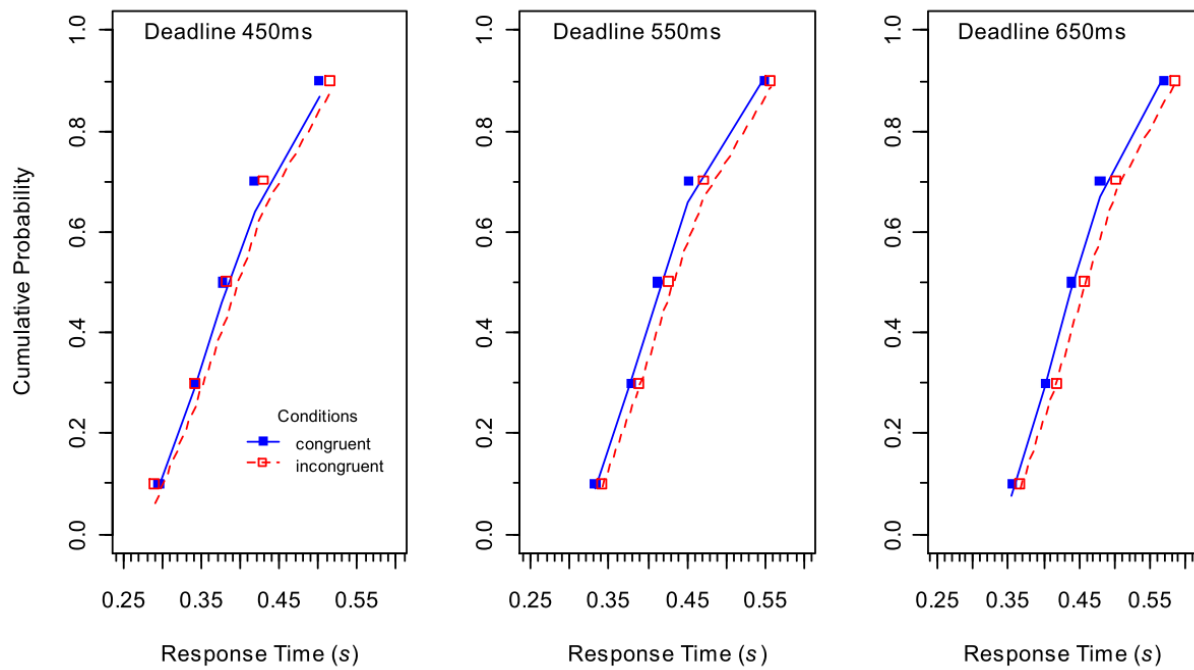 Deadline 450ms
Deadline 550ms
Deadline 650ms
Cumulative Probability
0.0 0.2 0.4 0.6 0.8 1.0
0.0 0.2 0.4 0.6 0.8 1.0
0.0 0.2 0.4 0.6 0.8 1.0
Conditions
congruent
incongruent
0.25 0.35 0.45 0.55
0.25 0.35 0.45 0.55
0.25 0.35 0.45 0.55
Response Time (s)
Response Time (s)
Response Time (s)